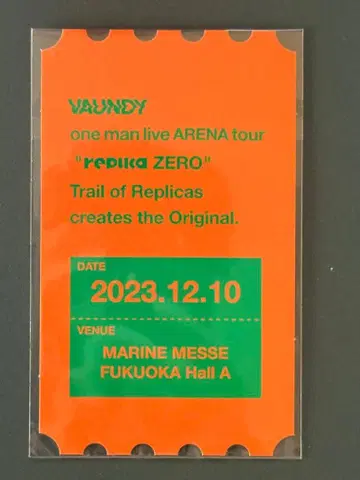 VAUNDY
one man live ARENA tour
"replica ZERO"
Trail of Replicas
creates the Original.
DATE
2023.12.10
VENUE
MARINE MESSE
FUKUOKA Hall A